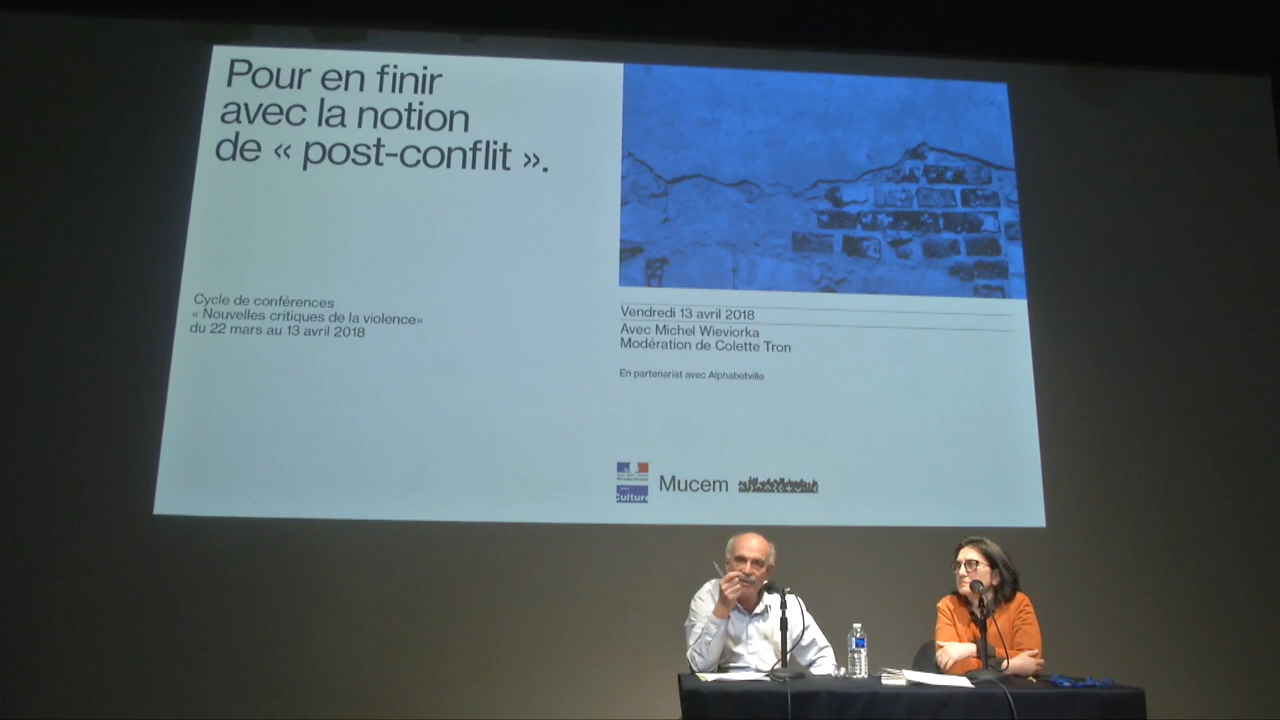 Pour en finir
avec la notion
de « post-conflit ».
Cycle de conférences
« Nouvelles critiques de la violence»
du 22 mars au 13 avril 2018
Vendredi 13 avril 2018
Avec Michel Wieviorka
Modération de Colette Tron
En partenariat avec Alphabetville
Culture
Mucem